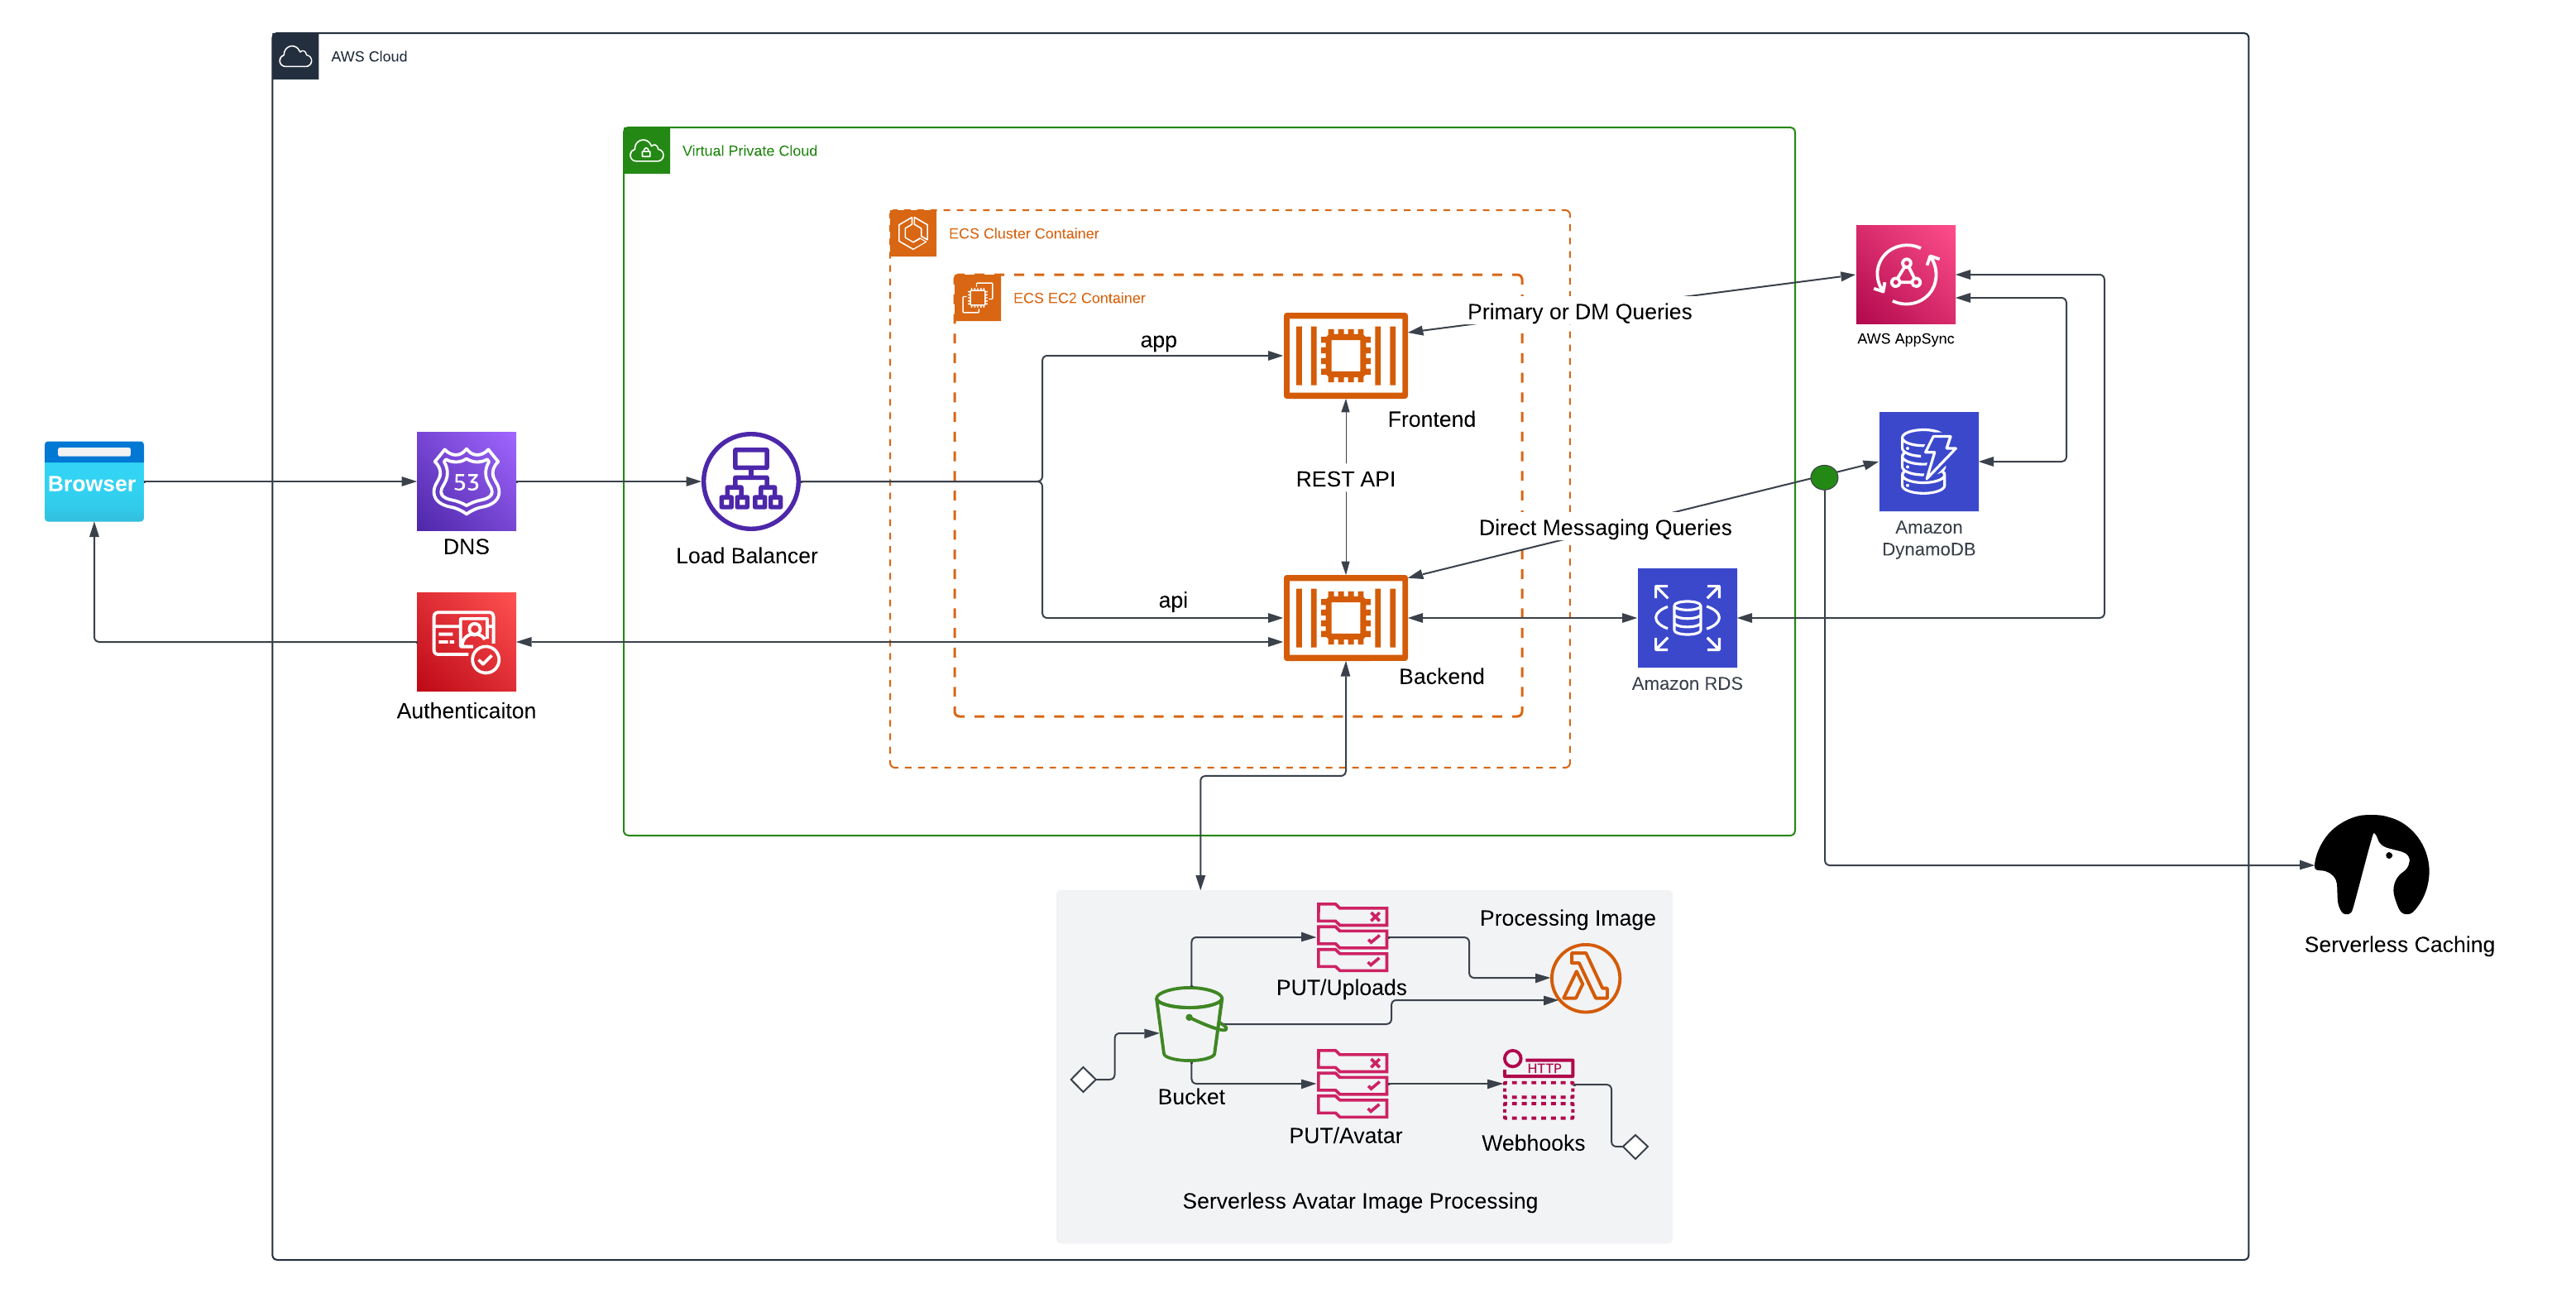 AWS Cloud
Virtual Private Cloud
ECS Cluster Container
ECS EC2 Container
Primary or DM Queries
AWS AppSync
app
Frontend
Browser
53
DNS
Load Balancer
REST API
Direct Messaging Queries
Amazon
DynamoDB
api
Backend
Amazon RDS
Authenticaiton
Processing Image
Serverless Caching
PUT/Uploads
HTTP
Bucket
PUT/Avatar
Webhooks
Serverless Avatar Image Processing